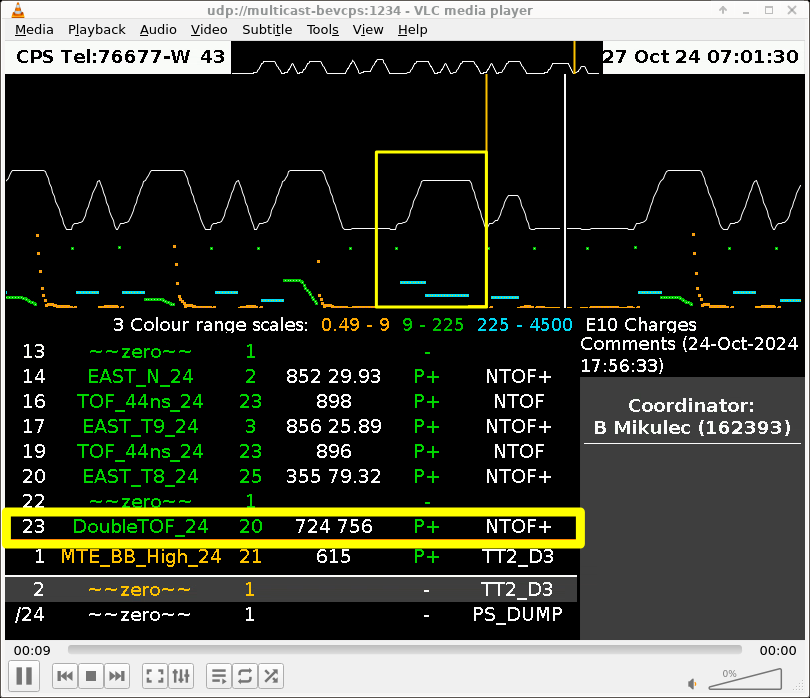 udp://multicast-bevcps:1234 - VLC media player
Media Playback Audio Video Subtitle Tools View Help
CPS Tel:76677-W 43 27 Oct 24 07:01:30
3 Colour range scales: 0.49 - 9 9 - 225 225 - 4500
E10 Charges
Comments (24-Oct-2024
17:56:33)
Coordinator:
B Mikulec (162393)
13 ~~zero~~ 1 -
14 EAST_N_24 2 852 29.93 P+ NTOF+
16 TOF_44ns_24 23 898 P+ NTOF
17 EAST_T9_24 3 856 25.89 P+ NTOF+
19 TOF_44ns_24 23 896 P+ NTOF
20 EAST_T8_24 25 355 79.32 P+ NTOF+
22 ~~zero~~ 1 -
23 DoubleTOF_24 20 724 756 P+ NTOF+
1 MTE_BB_High_24 21 615 P+ TT2_D3
2 ~~zero~~ 1 - TT2_D3
/24 ~~zero~~ 1 - PS_DUMP
00:09 00:00
0%